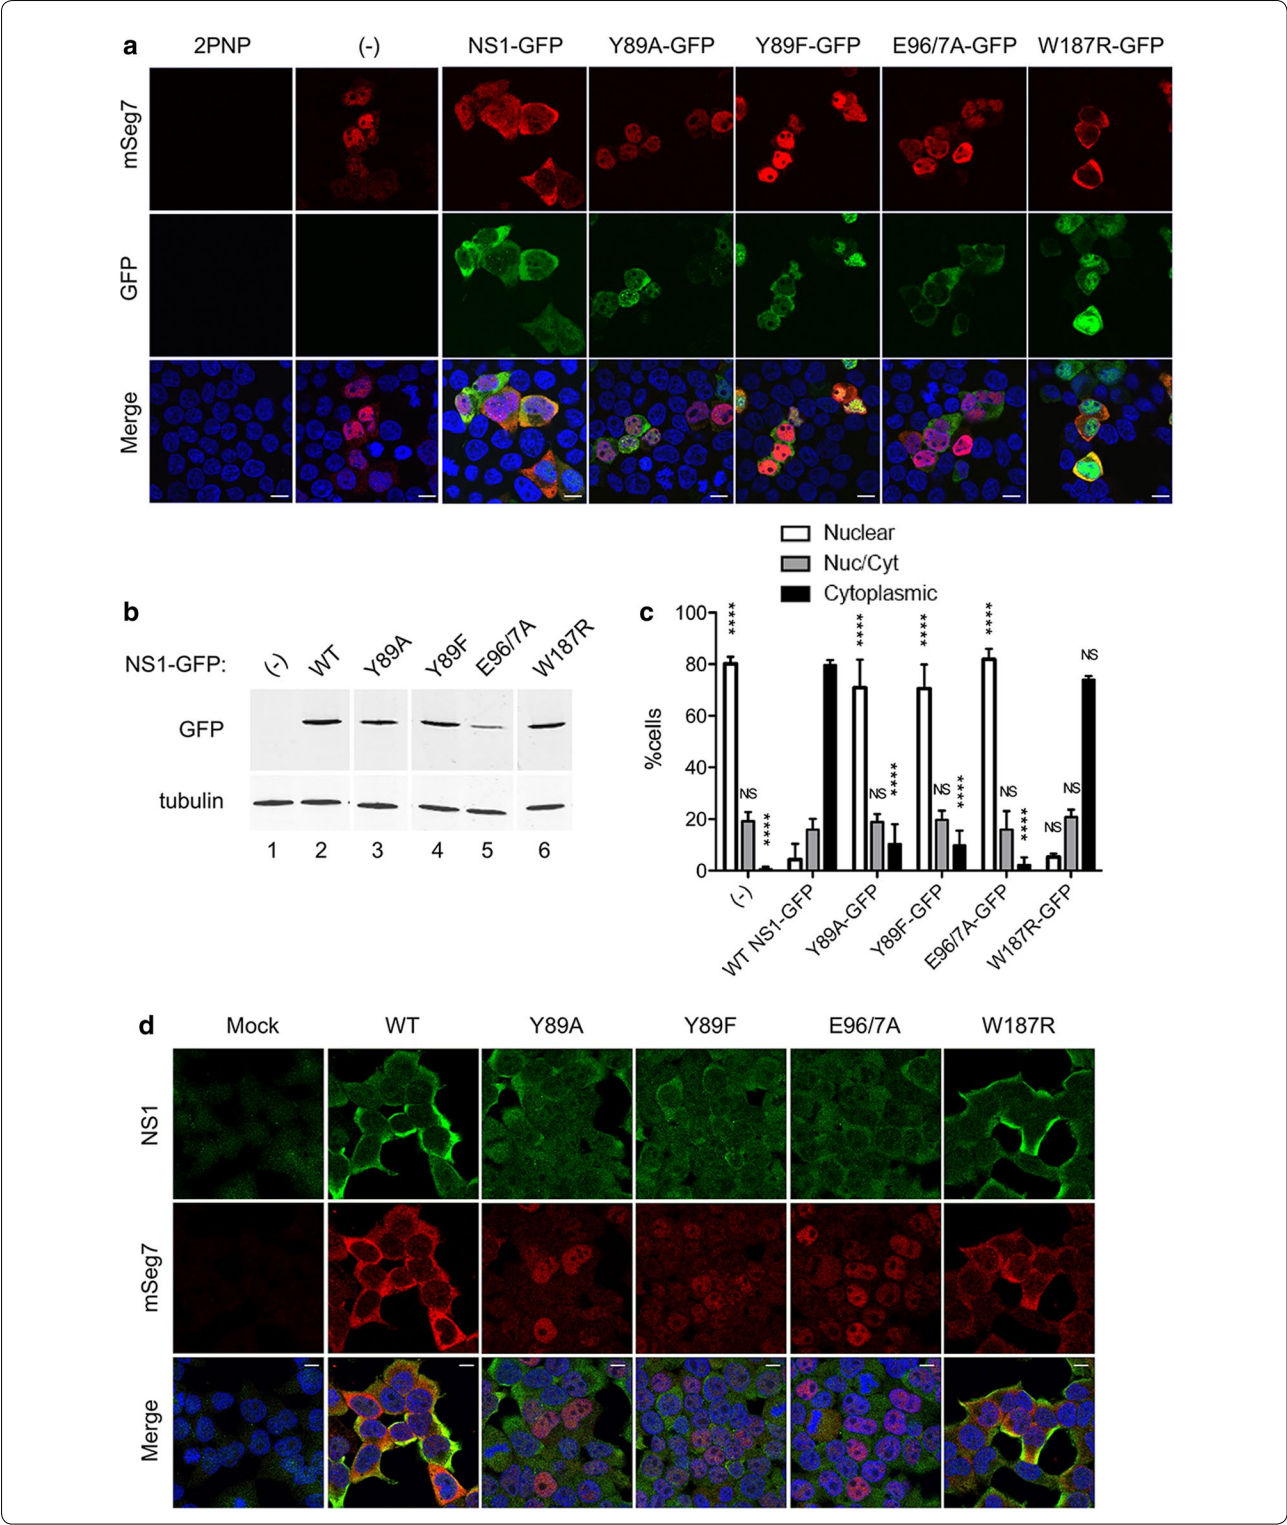 a
2PNP (-) NS1-GFP Y89A-GFP Y89F-GFP E96/7A-GFP W187R-GFP
mSeg7
GFP
Merge
b
NS1-GFP: (-) WT Y89A Y89F E96/7A W187R
GFP
tubulin
1 2 3 4 5 6
c
Nuclear
Nuc/Cyt
Cytoplasmic
%cells
100
80
60
40
20
0
**** NS ****
**** NS ****
**** NS ****
**** NS ****
NS NS NS
(-) WT NS1-GFP Y89A-GFP Y89F-GFP E96/7A-GFP W187R-GFP
d
Mock WT Y89A Y89F E96/7A W187R
NS1
mSeg7
Merge